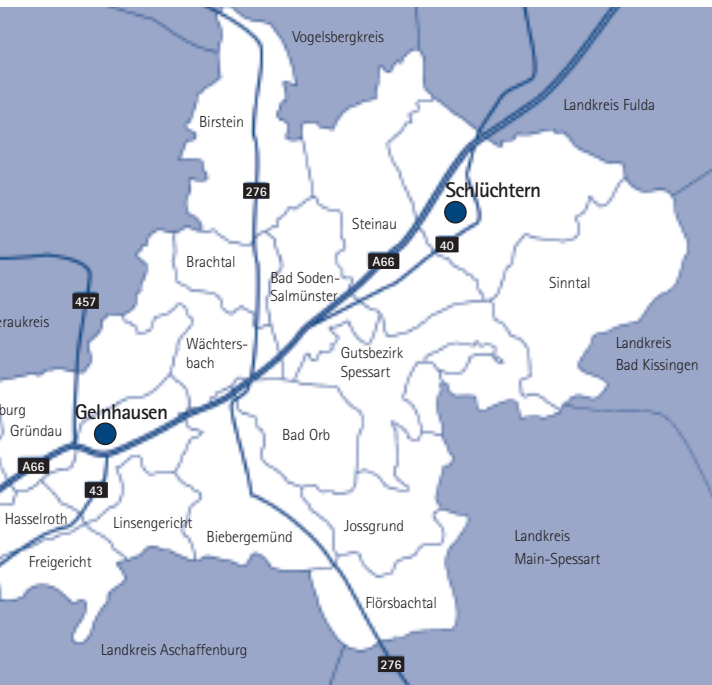 Vogelsbergkreis
Landkreis Fulda
Birstein
276
Schlüchtern
Steinau
40
A66
Brachtal
Bad Soden-
Salmünster
Sinntal
457
eraukreis
Wächters-
bach
Gutsbezirk
Spessart
Landkreis
Bad Kissingen
burg
Gründau
Gelnhausen
Bad Orb
A66
43
Hasselroth
Linsengericht
Biebergemünd
Jossgrund
Landkreis
Main-Spessart
Freigericht
Flörsbachtal
Landkreis Aschaffenburg
276